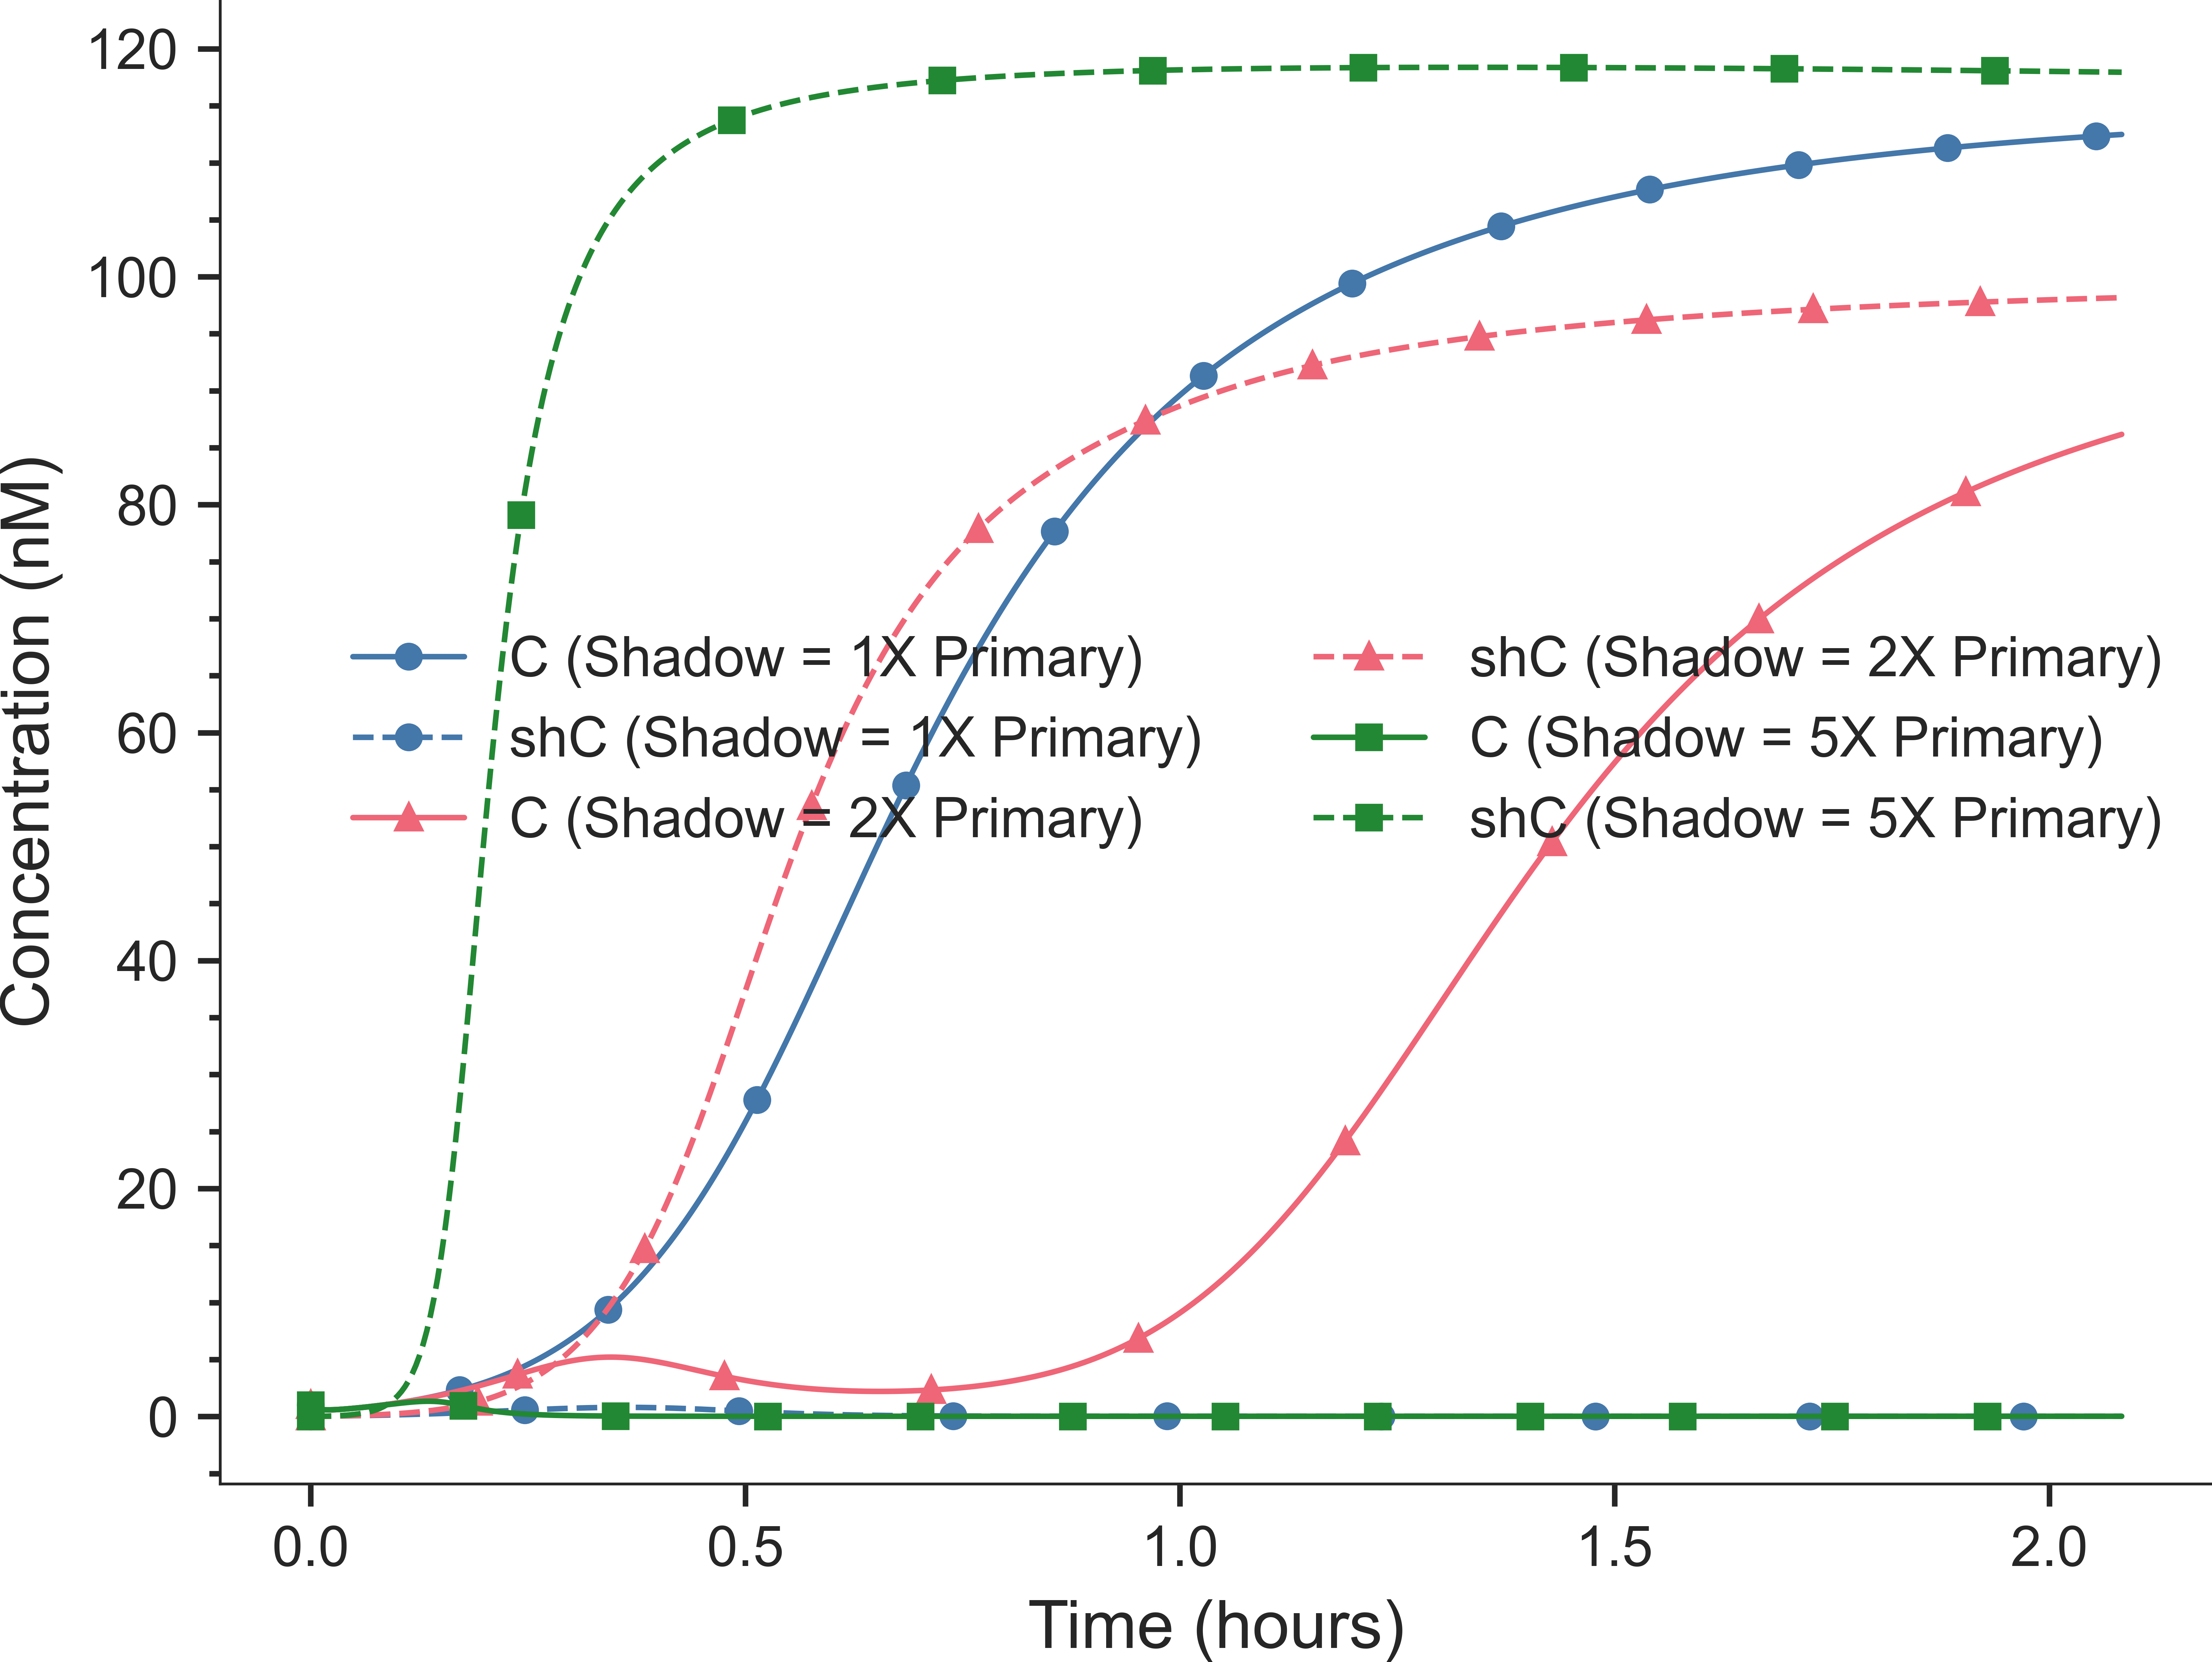 120
100
80
60
40
20
0
Concentration (nM)
C (Shadow = 1X Primary)
shC (Shadow = 1X Primary)
C (Shadow = 2X Primary)
shC (Shadow = 2X Primary)
C (Shadow = 5X Primary)
shC (Shadow = 5X Primary)
0.0 0.5 1.0 1.5 2.0
Time (hours)